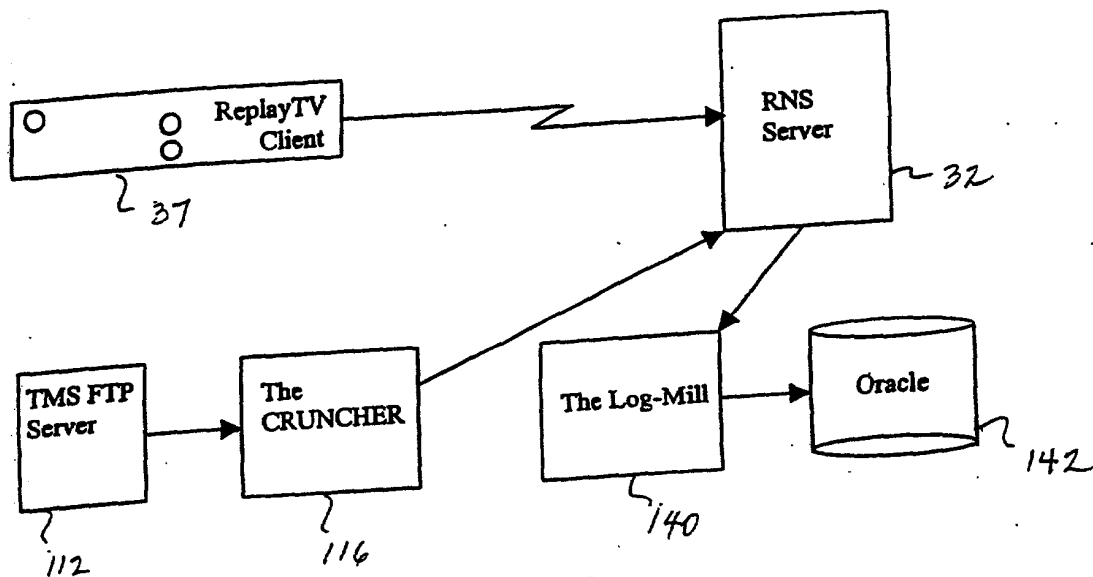 ReplayTV
Client
37
RNS
Server
32
TMS FTP
Server
112
The
CRUNCHER
116
The Log-Mill
140
Oracle
142